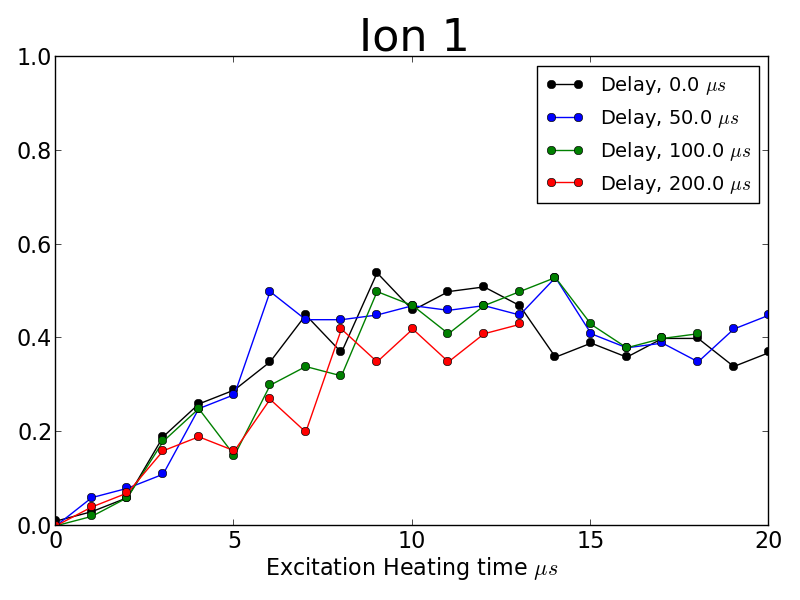 Ion 1
1.0
0.8
0.6
0.4
0.2
0.0
Delay, 0.0 μs
Delay, 50.0 μs
Delay, 100.0 μs
Delay, 200.0 μs
0 5 10 15 20
Excitation Heating time μs